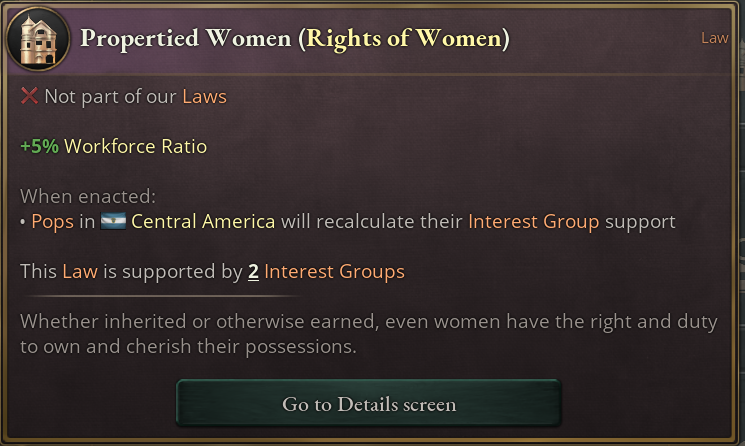 Propertied Women (Rights of Women)
Law
Not part of our Laws
+5% Workforce Ratio
When enacted:
• Pops in Central America will recalculate their Interest Group support
This Law is supported by 2 Interest Groups
Whether inherited or otherwise earned, even women have the right and duty
to own and cherish their possessions.
Go to Details screen